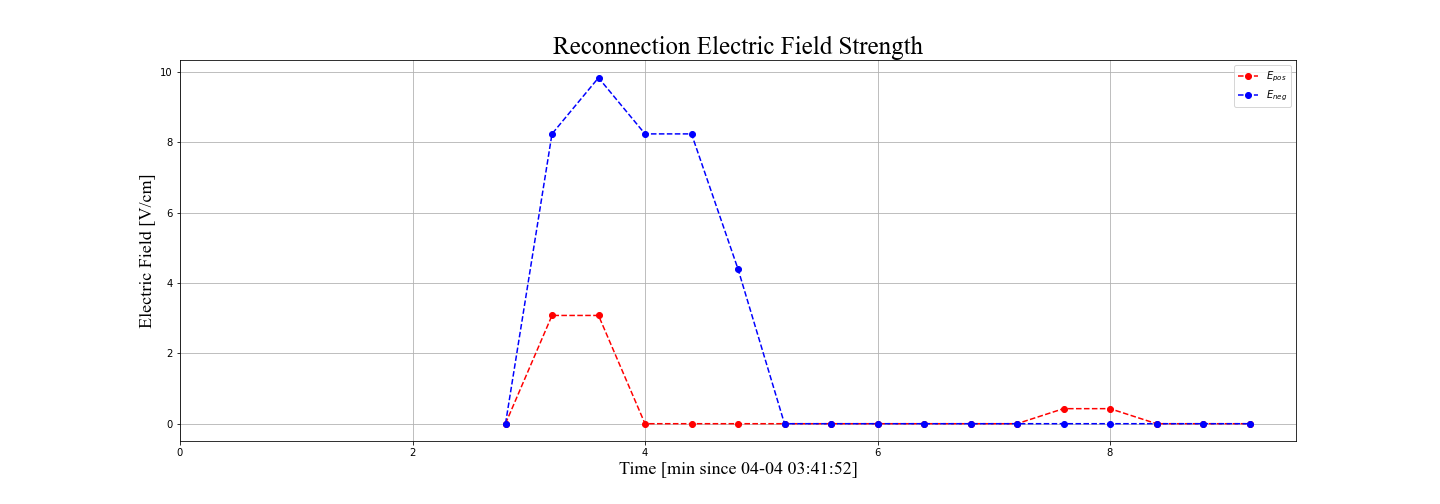 Reconnection Electric Field Strength
E_pos
E_neg
Electric Field [V/cm]
10
8
6
4
2
0
0 2 4 6 8
Time [min since 04-04 03:41:52]